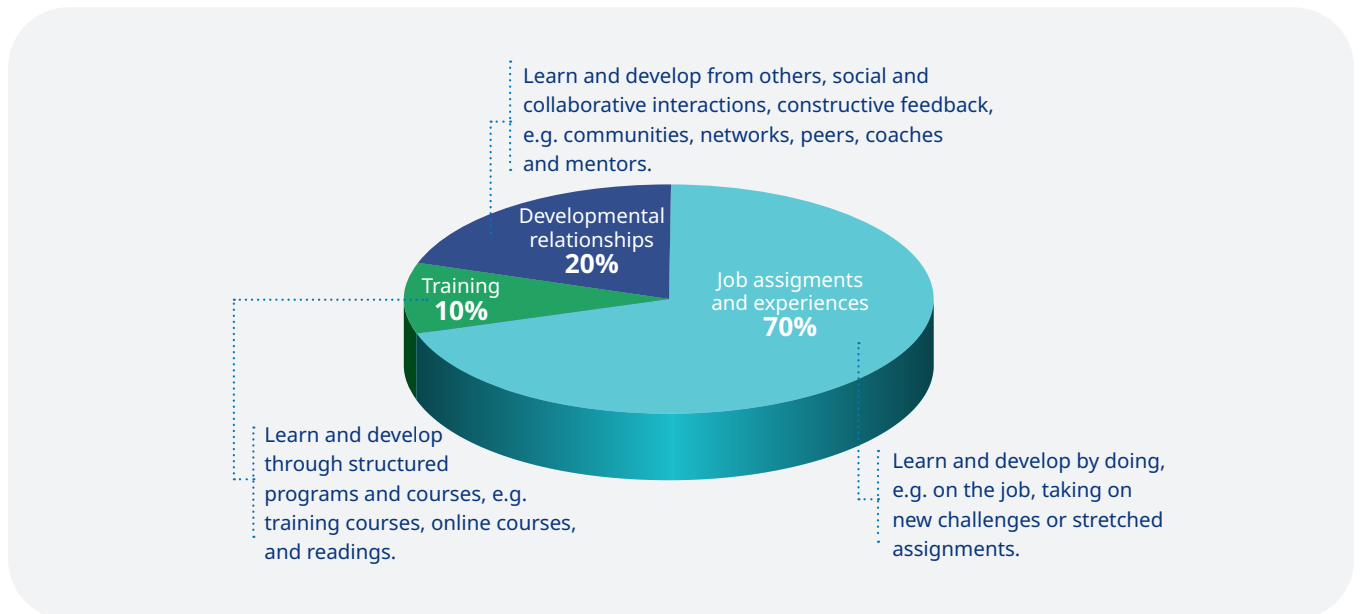 Learn and develop from others, social and
collaborative interactions, constructive feedback,
e.g. communities, networks, peers, coaches
and mentors.
Developmental
relationships
20%
Training
10%
Job assigments
and experiences
70%
Learn and develop
through structured
programs and courses, e.g.
training courses, online courses,
and readings.
Learn and develop by doing,
e.g. on the job, taking on
new challenges or stretched
assignments.